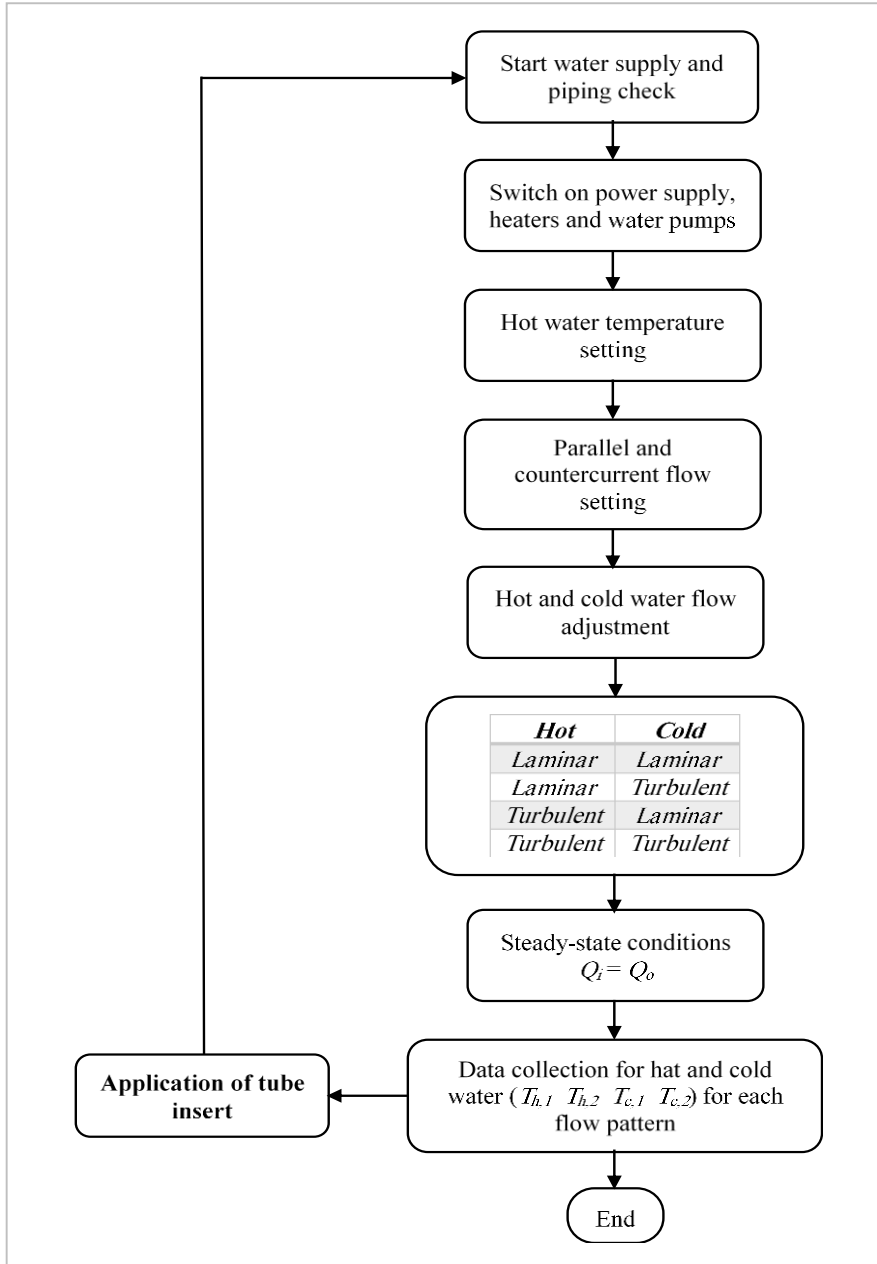 Start water supply and
piping check
Switch on power supply,
heaters and water pumps
Hot water temperature
setting
Parallel and
countercurrent flow
setting
Hot and cold water flow
adjustment
Hot Cold
Laminar Laminar
Laminar Turbulent
Turbulent Laminar
Turbulent Turbulent
Steady-state conditions
Qi = Qo
Data collection for hat and cold
water (Th,1 Th,2 Tc,1 Tc,2) for each
flow pattern
Application of tube
insert
End